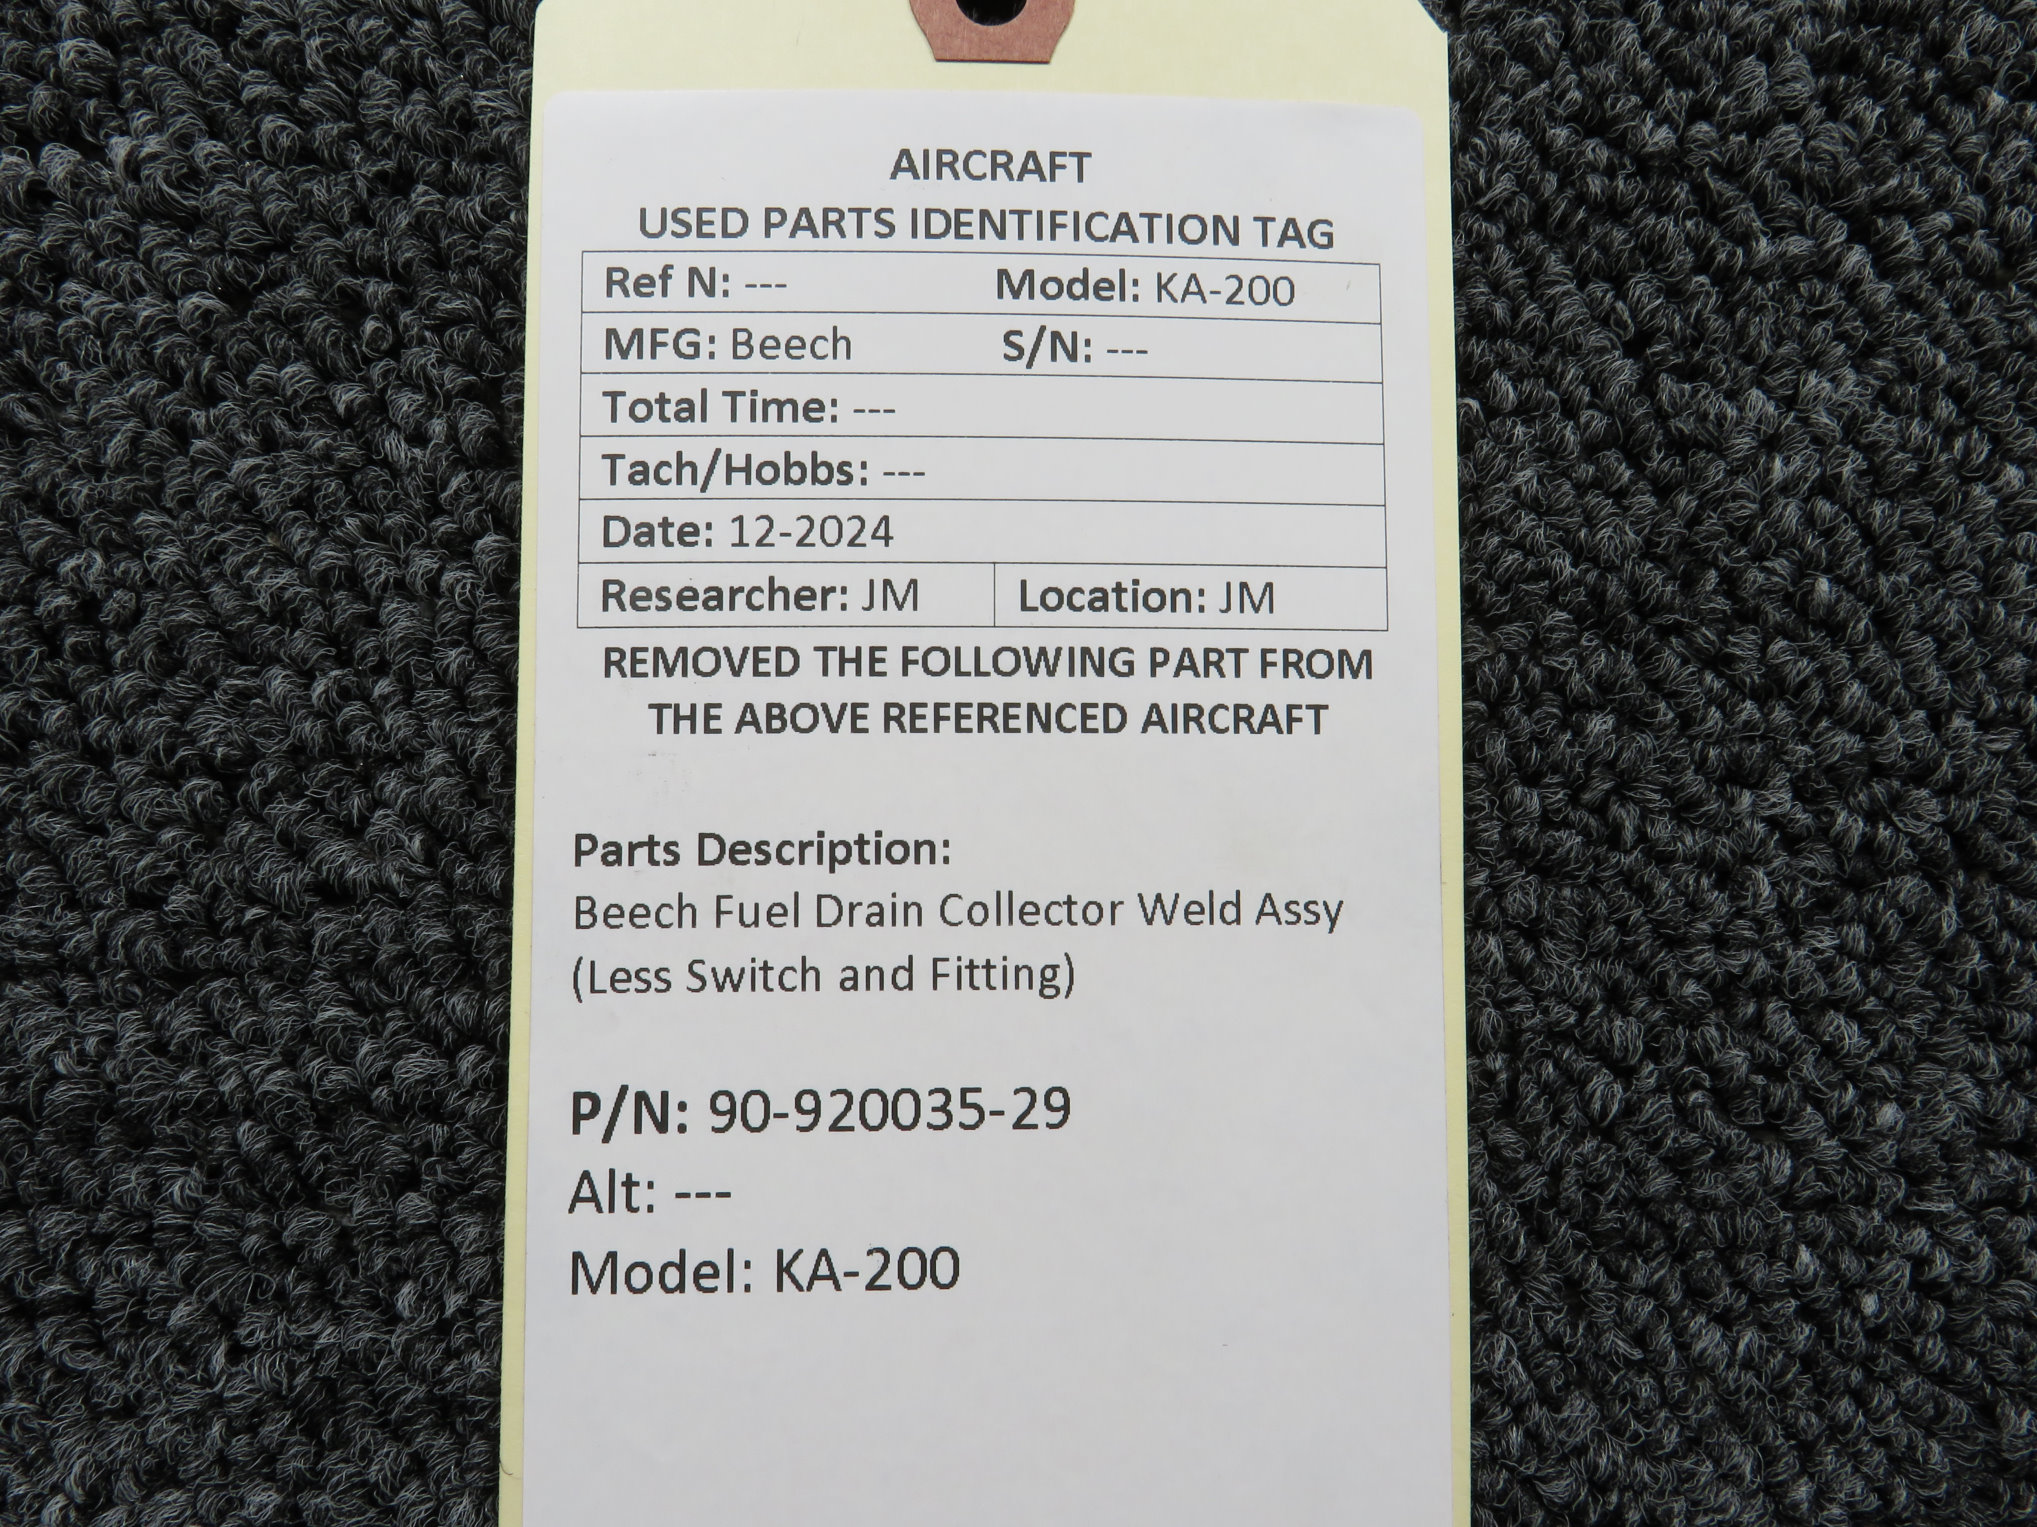 AIRCRAFT
USED PARTS IDENTIFICATION TAG
Ref N: --- Model: KA-200
MFG: Beech S/N: ---
Total Time: ---
Tach/Hobbs: ---
Date: 12-2024
Researcher: JM Location: JM
REMOVED THE FOLLOWING PART FROM
THE ABOVE REFERENCED AIRCRAFT
Parts Description:
Beech Fuel Drain Collector Weld Assy
(Less Switch and Fitting)
P/N: 90-920035-29
Alt: ---
Model: KA-200